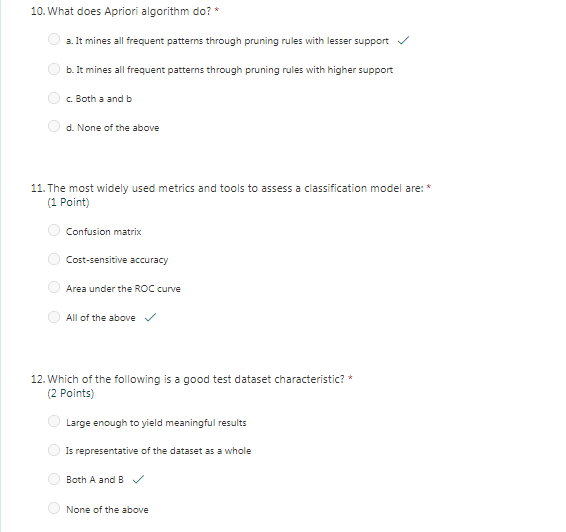 10. What does Apriori algorithm do? *
a. It mines all frequent patterns through pruning rules with lesser support
b. It mines all frequent patterns through pruning rules with higher support
c. Both a and b
d. None of the above
11. The most widely used metrics and tools to assess a classification model are: *
(1 Point)
Confusion matrix
Cost-sensitive accuracy
Area under the ROC curve
All of the above
12. Which of the following is a good test dataset characteristic? *
(2 Points)
Large enough to yield meaningful results
Is representative of the dataset as a whole
Both A and B
None of the above